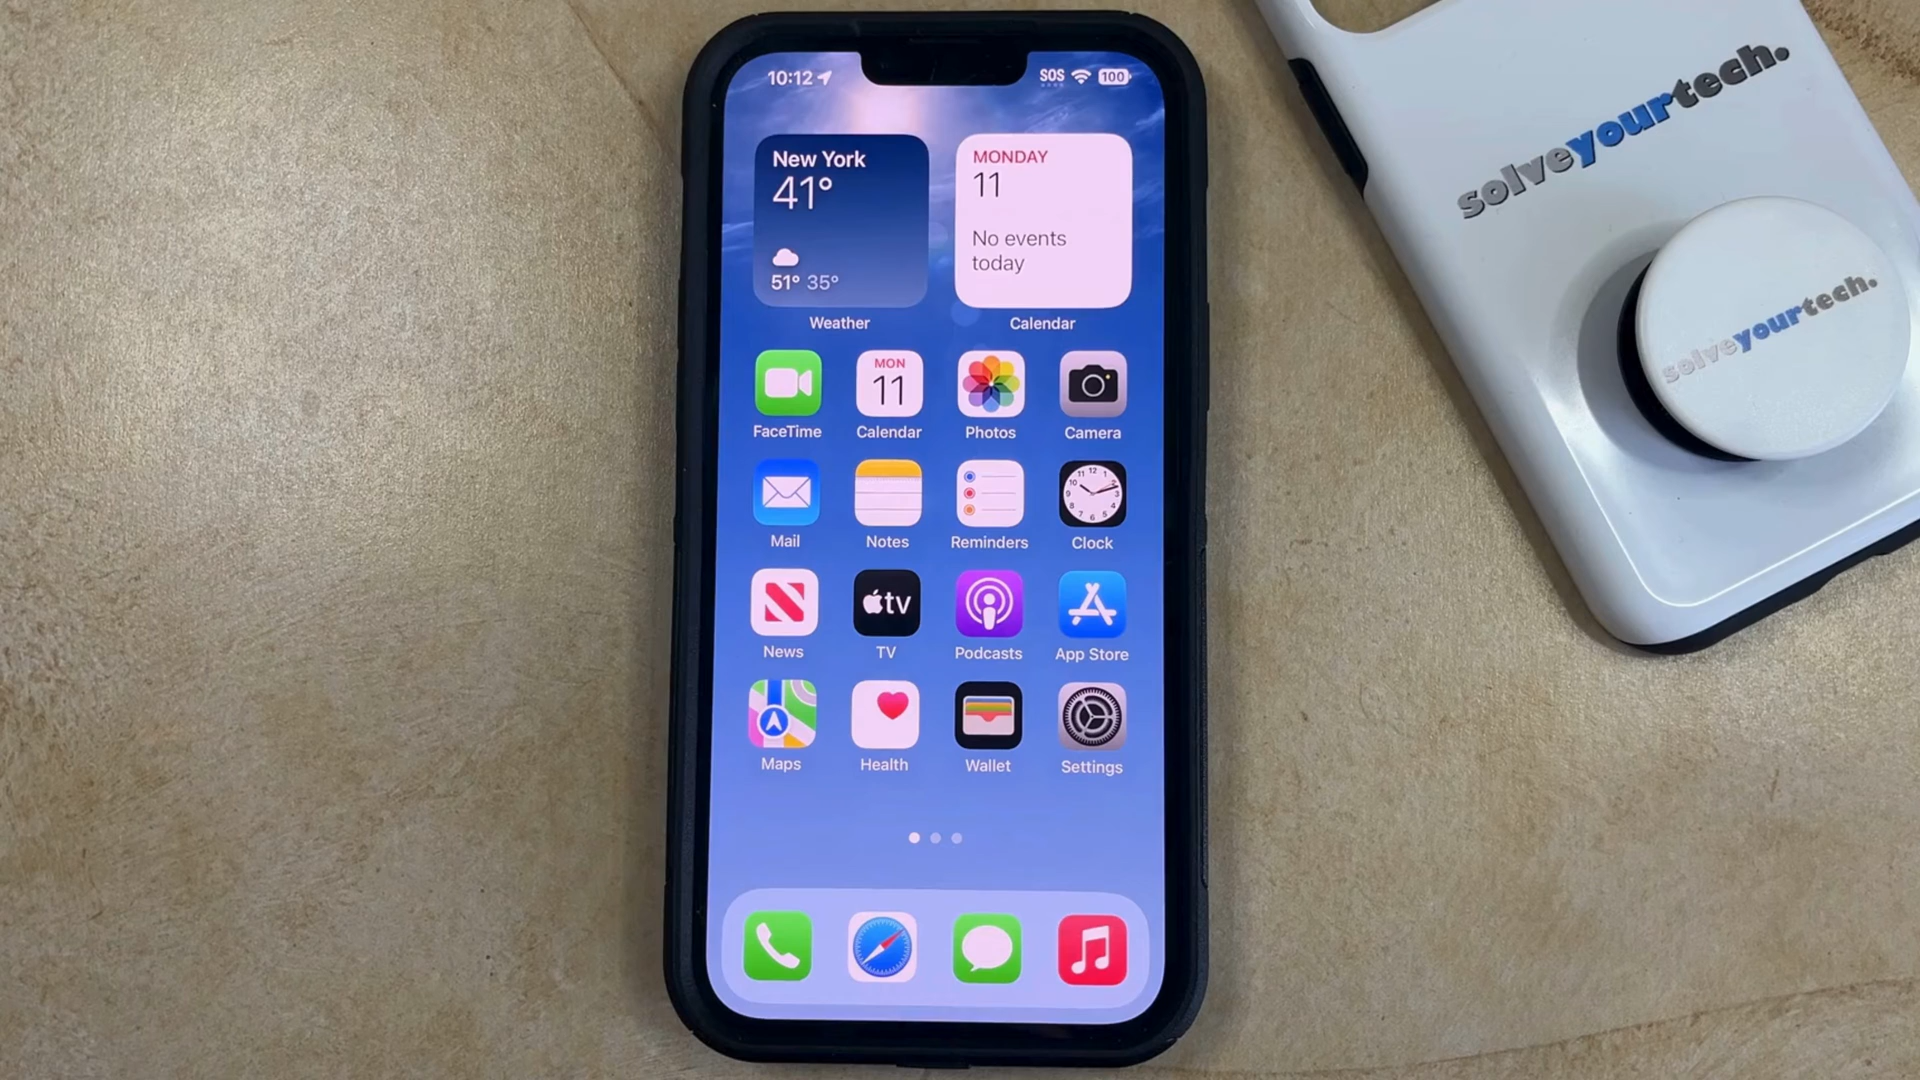 10:12
SOS 100
New York
41°
51° 35°
Weather
MONDAY
11
No events
today
Calendar
MON
11
FaceTime
Calendar
Photos
Camera
Mail
Notes
Reminders
Clock
tv
News
TV
Podcasts
App Store
Maps
Health
Wallet
Settings
solveyourtech.
solveyourtech.